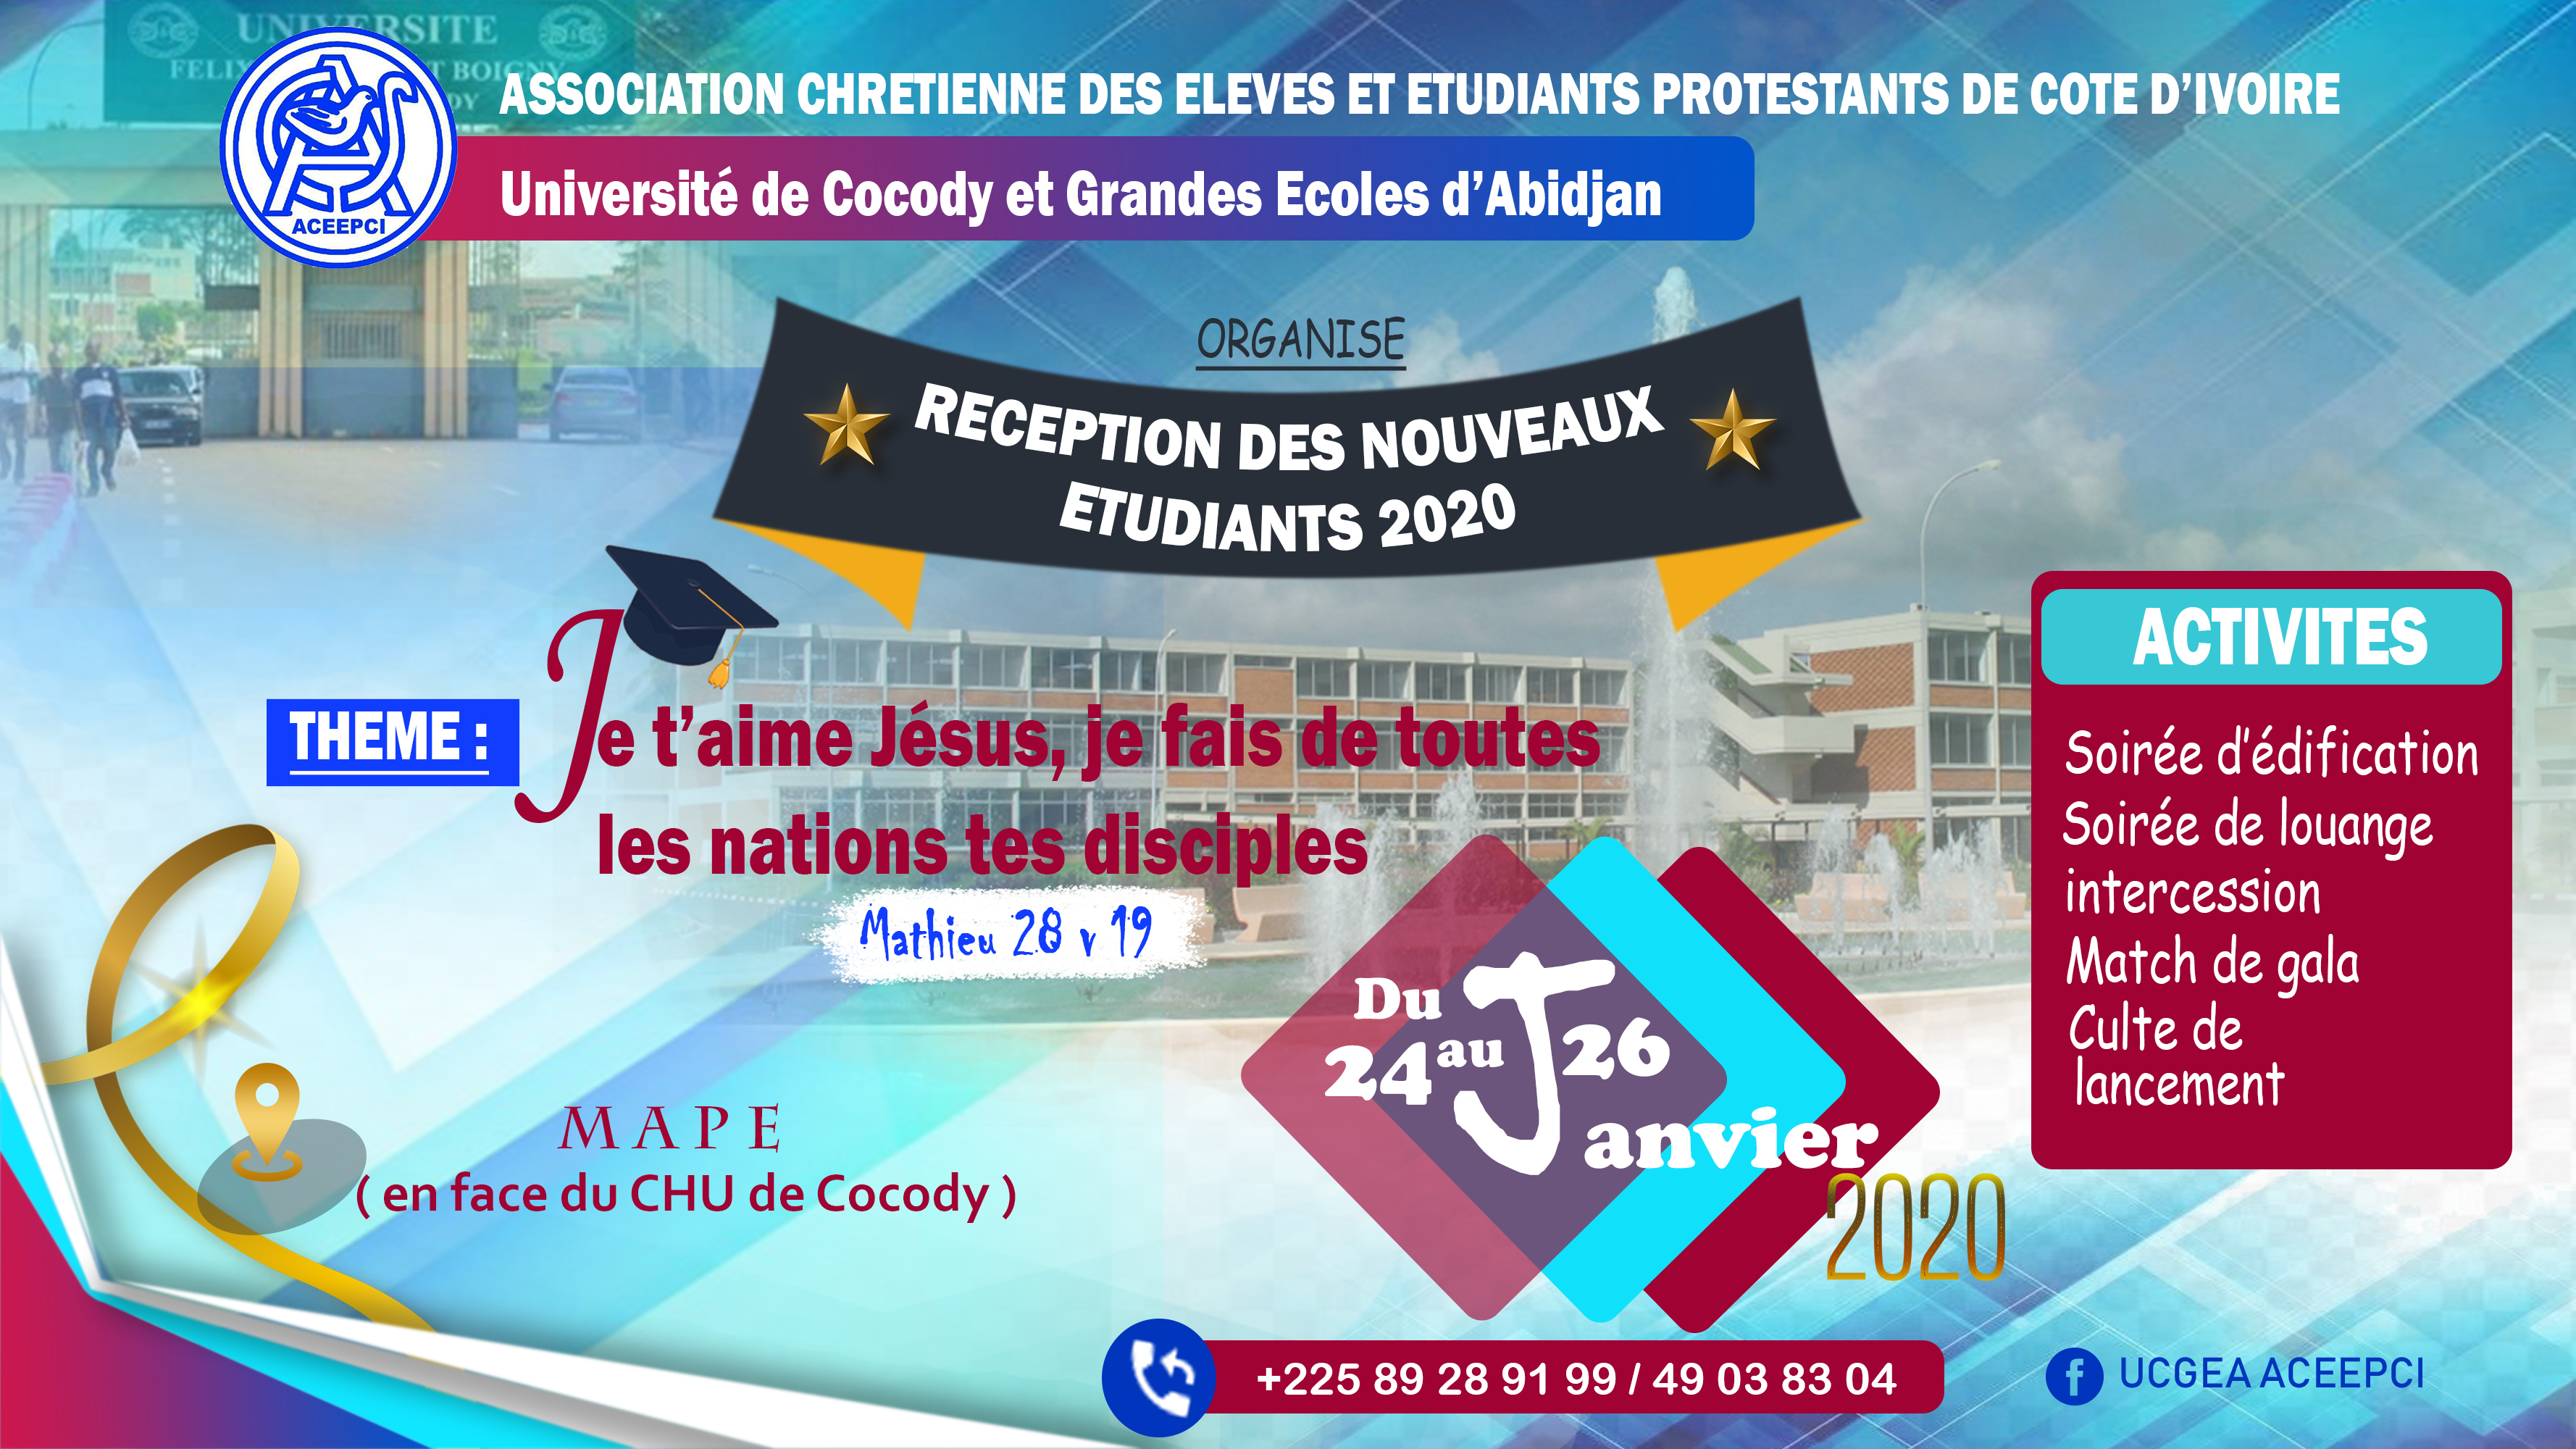 UNIVERSITE
BOIGNY
ACEEPCI
ASSOCIATION CHRETIENNE DES ELEVES ET ETUDIANTS PROTESTANTS DE COTE D'IVOIRE
Université de Cocody et Grandes Ecoles d'Abidjan
ORGANISE
RECEPTION DES NOUVEAUX
ETUDIANTS 2020
THEME :
Je t'aime Jésus, je fais de toutes
les nations tes disciples
Mathieu 28 v 19
MAPE
( en face du CHU de Cocody )
Du
24 au 26
Janvier
2020
ACTIVITES
Soirée d'édification
Soirée de louange
intercession
Match de gala
Culte de
lancement
+225 89 28 91 99 / 49 03 83 04
UCGEA ACEEPCI